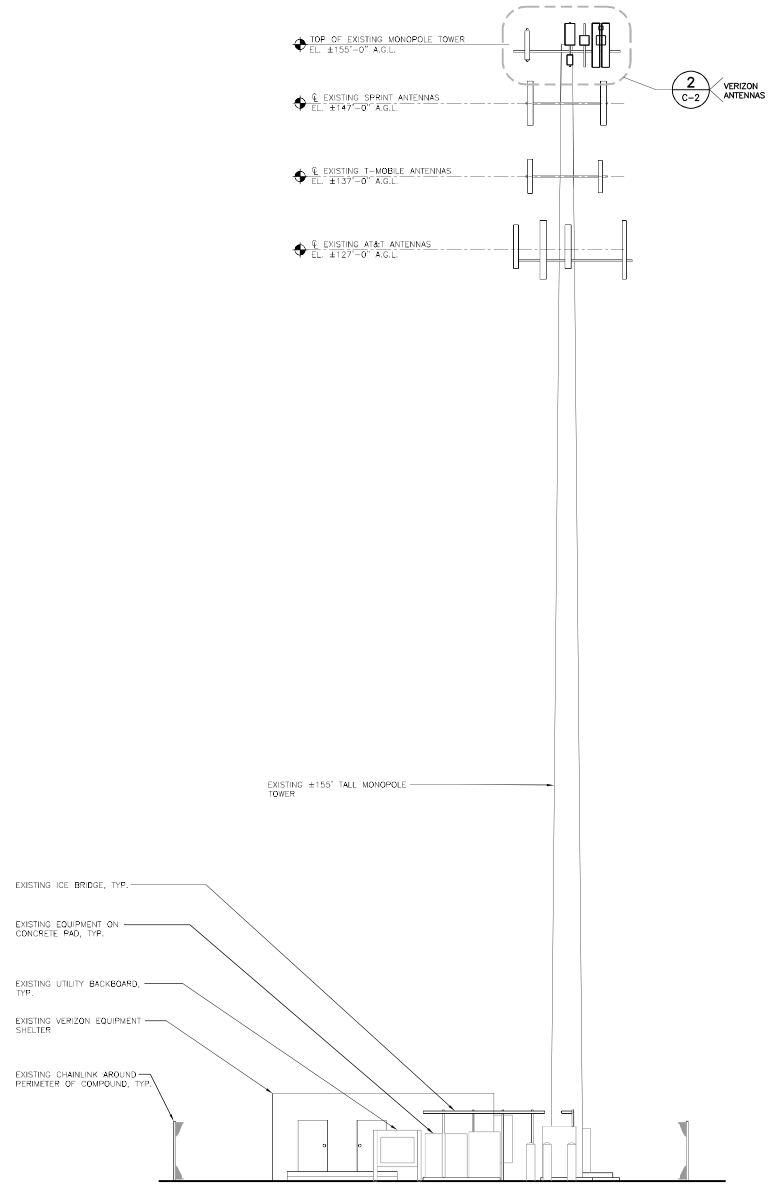 TOP OF EXISTING MONOPOLE TOWER
EL. ±155'-0" A.G.L.
2
C-2
VERIZON
ANTENNAS
℄ EXISTING SPRINT ANTENNAS
EL. ±147'-0" A.G.L.
℄ EXISTING T-MOBILE ANTENNAS
EL. ±137'-0" A.G.L.
℄ EXISTING AT&T ANTENNAS
EL. ±127'-0" A.G.L.
EXISTING ±155' TALL MONOPOLE
TOWER
EXISTING ICE BRIDGE, TYP.
EXISTING EQUIPMENT ON
CONCRETE PAD, TYP.
EXISTING UTILITY BACKBOARD,
TYP.
EXISTING VERIZON EQUIPMENT
SHELTER
EXISTING CHAINLINK AROUND
PERIMETER OF COMPOUND, TYP.